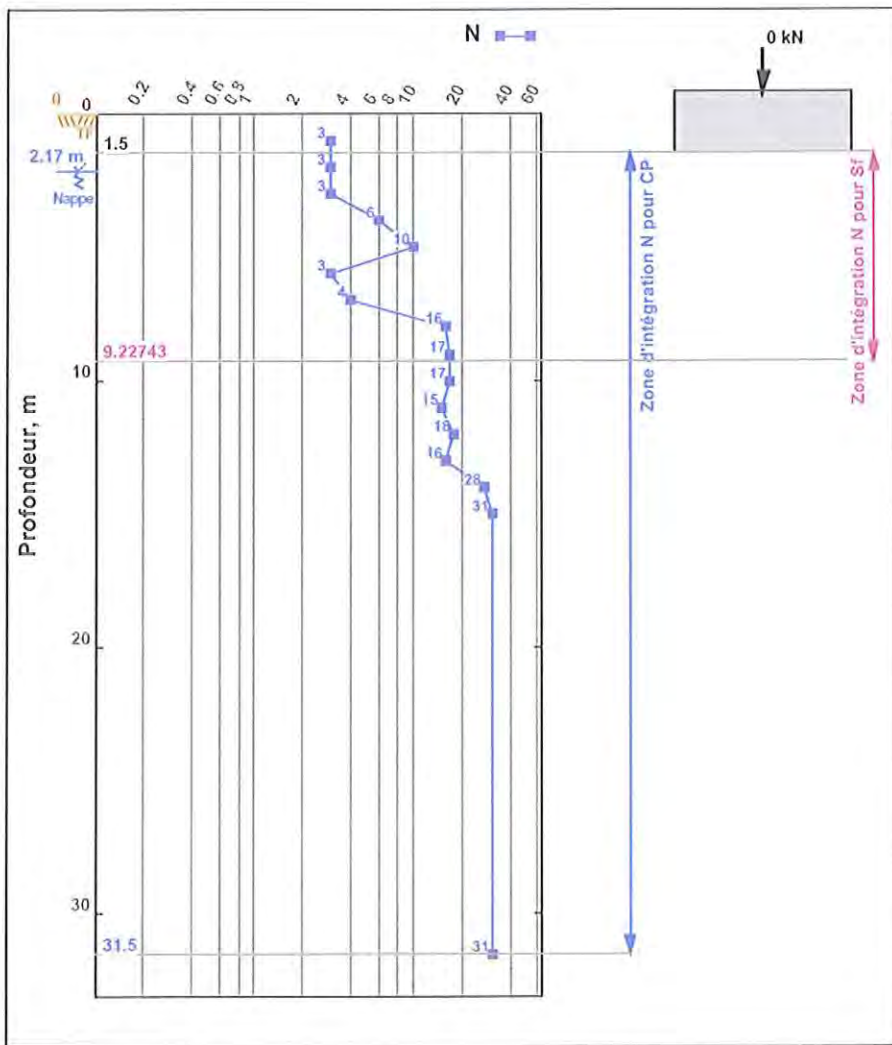 N
0 kN
0.2 0.4 0.6 0.8 1 2 4 6 8 10 20 40 60
0 0
1.5
2.17 m
Nappe
3
3
3
6
10
3
4
16
9.22743
17
10
17
15
18
16
28
31
20
30
31.5
31
Profondeur, m
Zone d'intégration N pour CP
Zone d'intégration N pour Sf